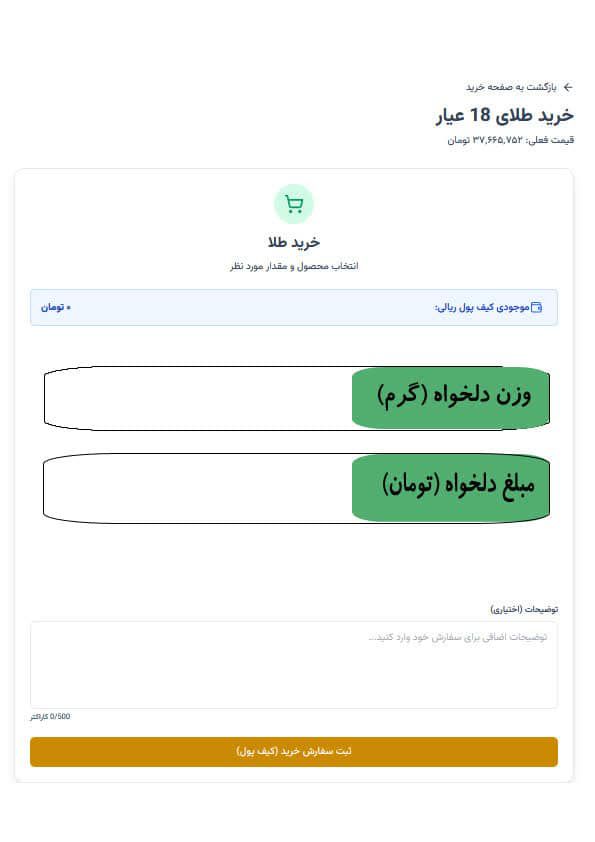 بازگشت به صفحه خرید
خرید طلای 18 عیار
قیمت فعلی: ۳۷,۶۶۵,۷۵۲ تومان
خرید طلا
انتخاب محصول و مقدار مورد نظر
موجودی کیف پول ریالی: ۰ تومان
وزن دلخواه (گرم)
مبلغ دلخواه (تومان)
توضیحات (اختیاری)
توضیحات اضافی برای سفارش خود وارد کنید...
0/500 کاراکتر
ثبت سفارش خرید (کیف پول)